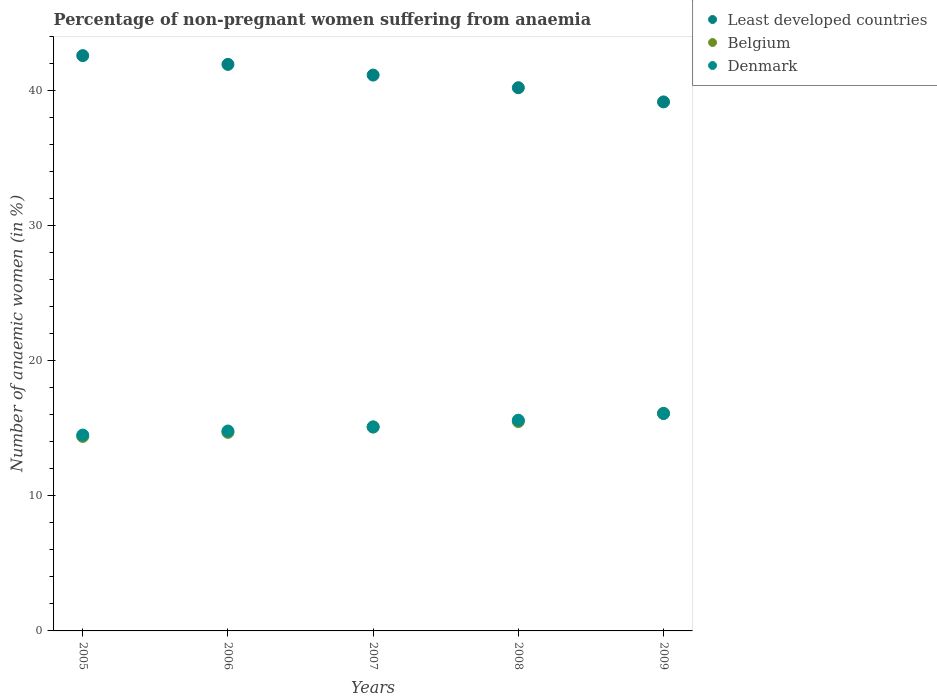 Percentage of non-pregnant women suffering from anaemia
Least developed countries
Belgium
Denmark
Number of anaemic women (in %)
40
30
20
10
0
2005
2006
2007
2008
2009
Years